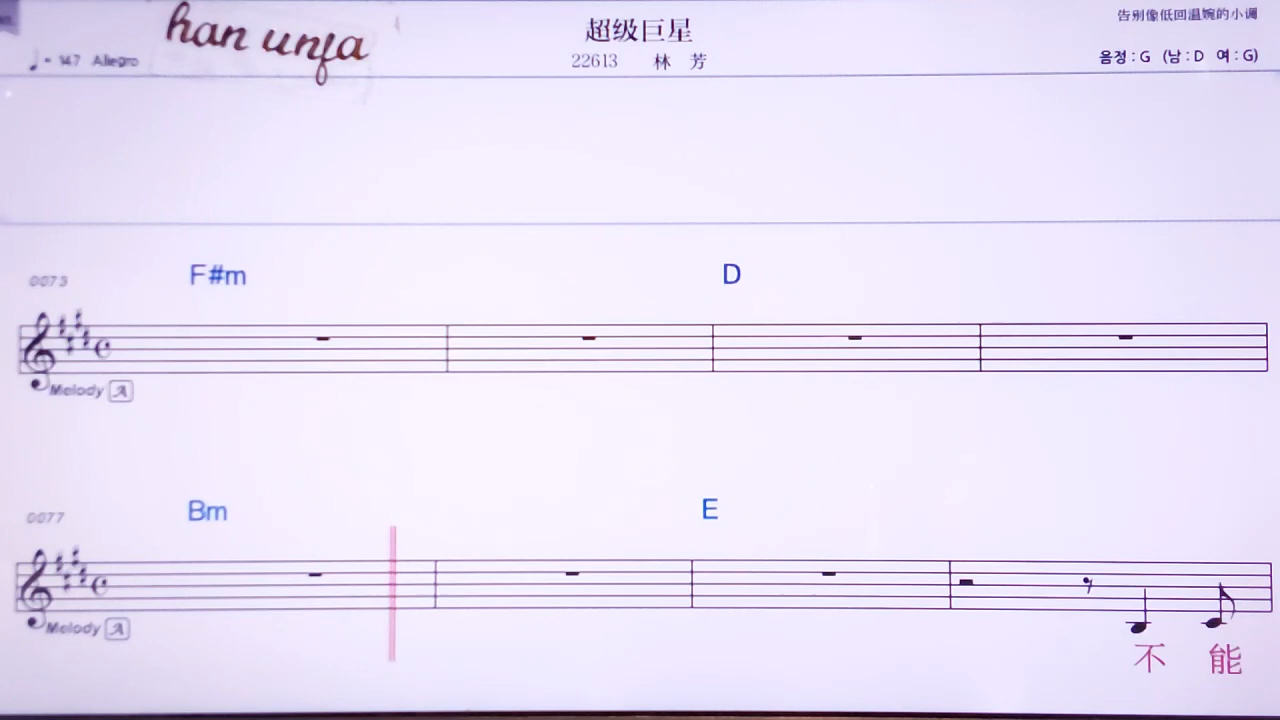 han unja
超级巨星
告别像低回温婉的小调
♩= 147 Allegro
22613 林 芳
음정 : G (남 : D 여 : G)
0073 F#m D
Melody A
0077 Bm E
Melody A
不 能